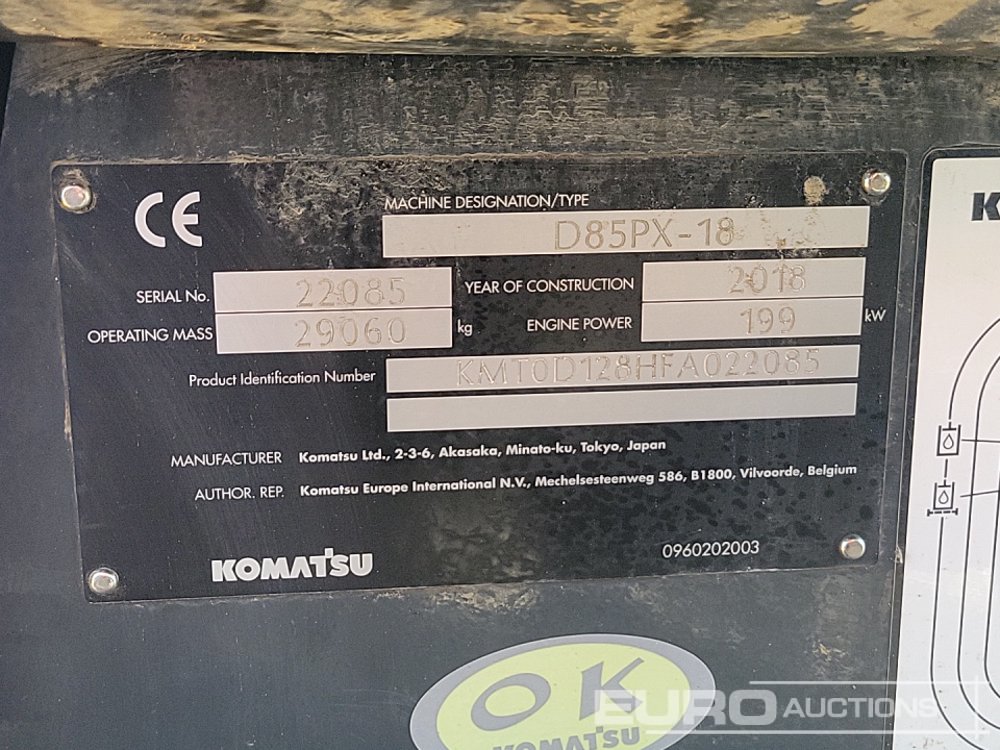 CE
MACHINE DESIGNATION/TYPE
D85PX-18
SERIAL No. 22085 YEAR OF CONSTRUCTION 2018
OPERATING MASS 29060 kg ENGINE POWER 199 kW
Product Identification Number KMT0D128HFA022085
MANUFACTURER Komatsu Ltd., 2-3-6, Akasaka, Minato-ku, Tokyo, Japan
AUTHOR. REP. Komatsu Europe International N.V., Mechelsesteenweg 586, B1800, Vilvoorde, Belgium
KOMATSU 0960202003
OK
KOMATSU
EURO AUCTIONS